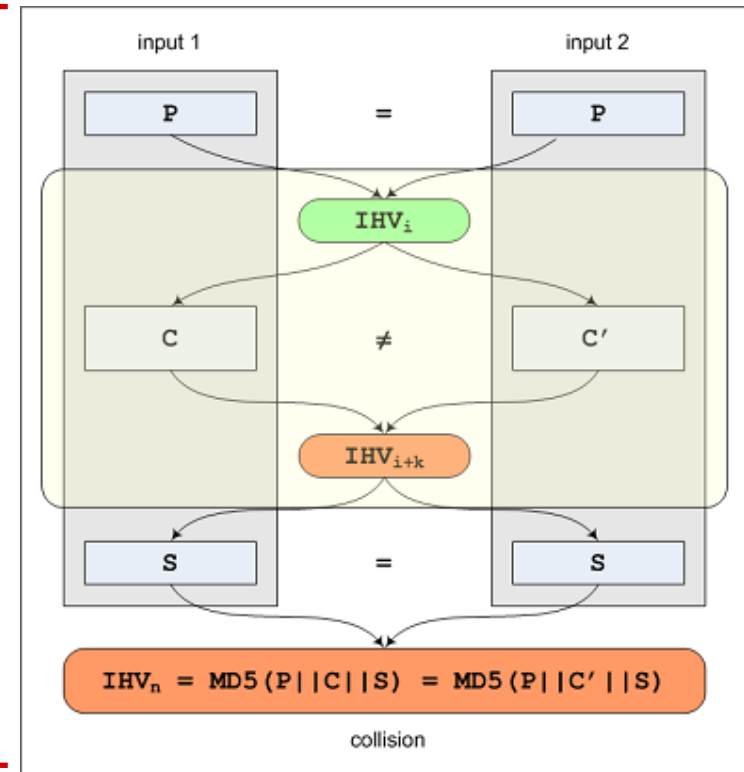 input 1 input 2
P = P
IHVᵢ
C ≠ C′
IHVᵢ₊ₖ
S = S
IHVₙ = MD5(P||C||S) = MD5(P||C′||S)
collision